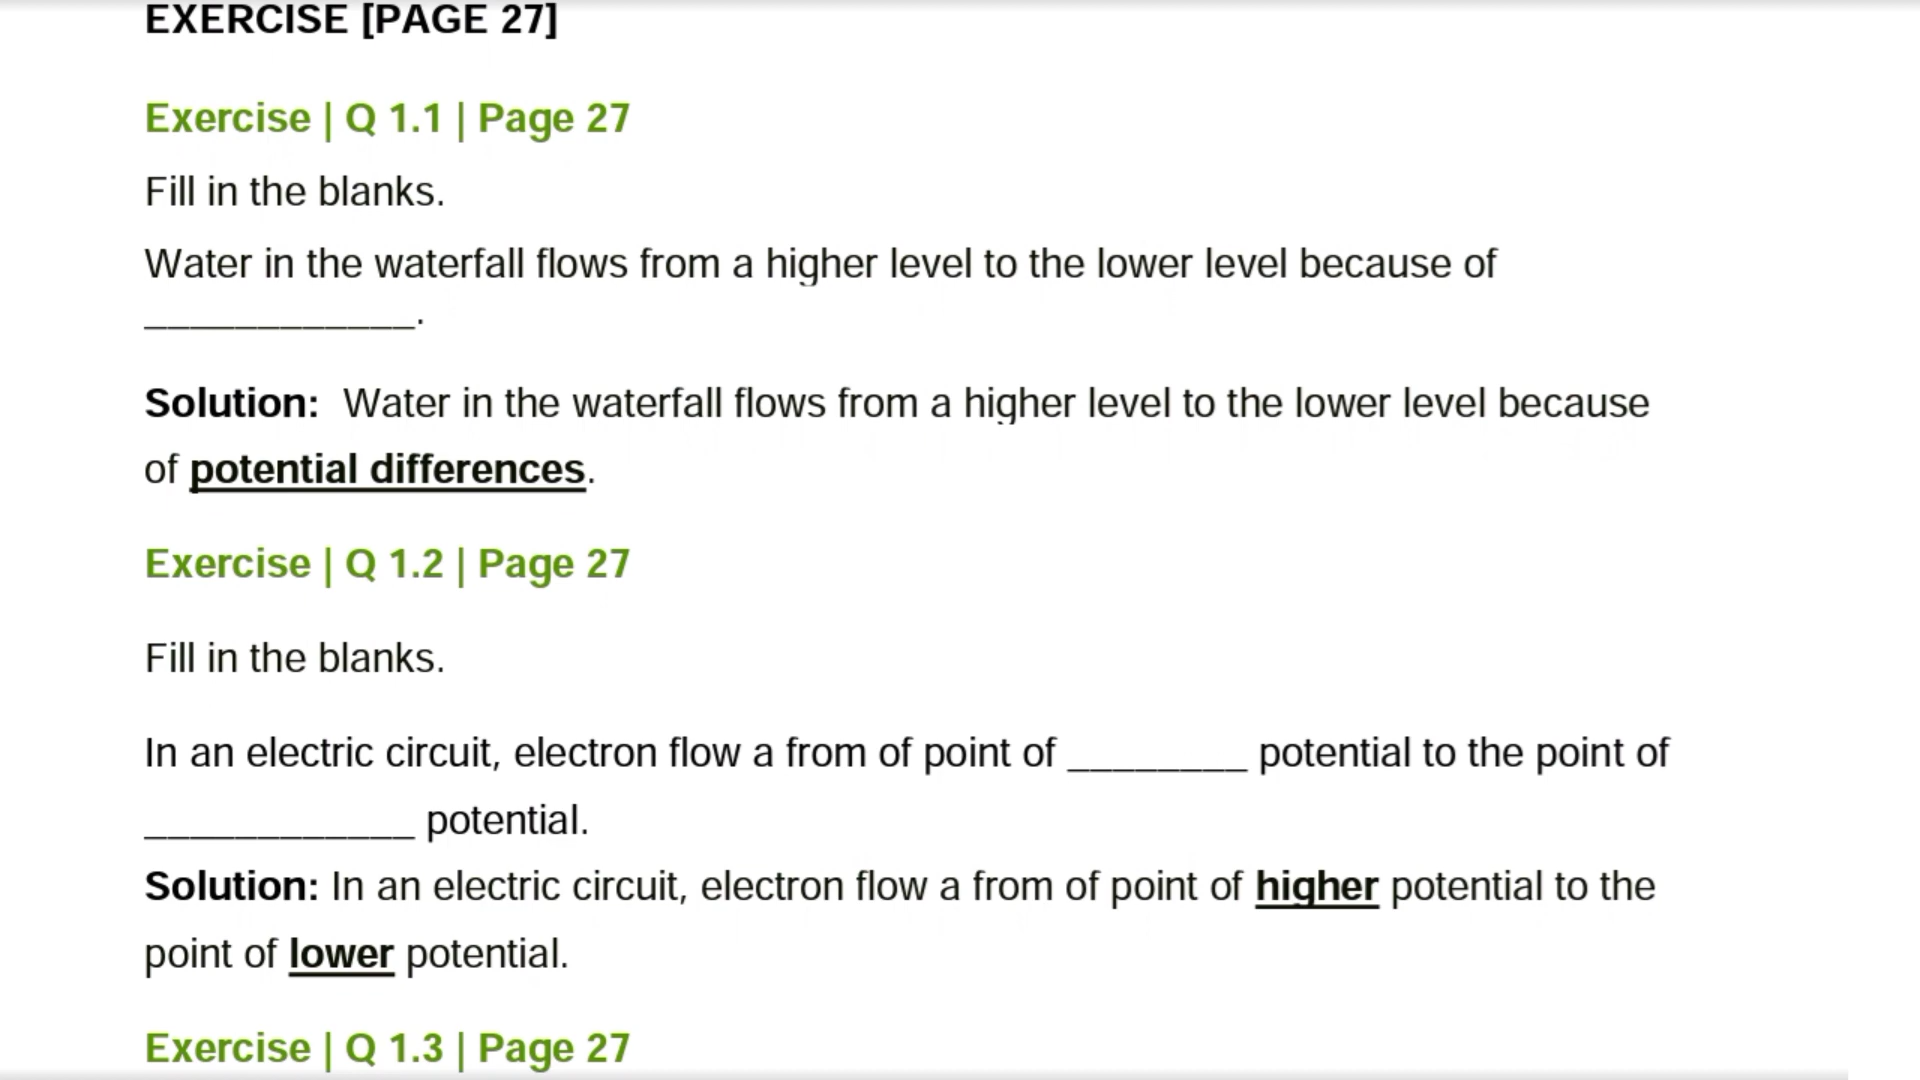 EXERCISE [PAGE 27]
Exercise | Q 1.1 | Page 27
Fill in the blanks.
Water in the waterfall flows from a higher level to the lower level because of
____________.
Solution: Water in the waterfall flows from a higher level to the lower level because
of potential differences.
Exercise | Q 1.2 | Page 27
Fill in the blanks.
In an electric circuit, electron flow a from of point of ________ potential to the point of
____________ potential.
Solution: In an electric circuit, electron flow a from of point of higher potential to the
point of lower potential.
Exercise | Q 1.3 | Page 27